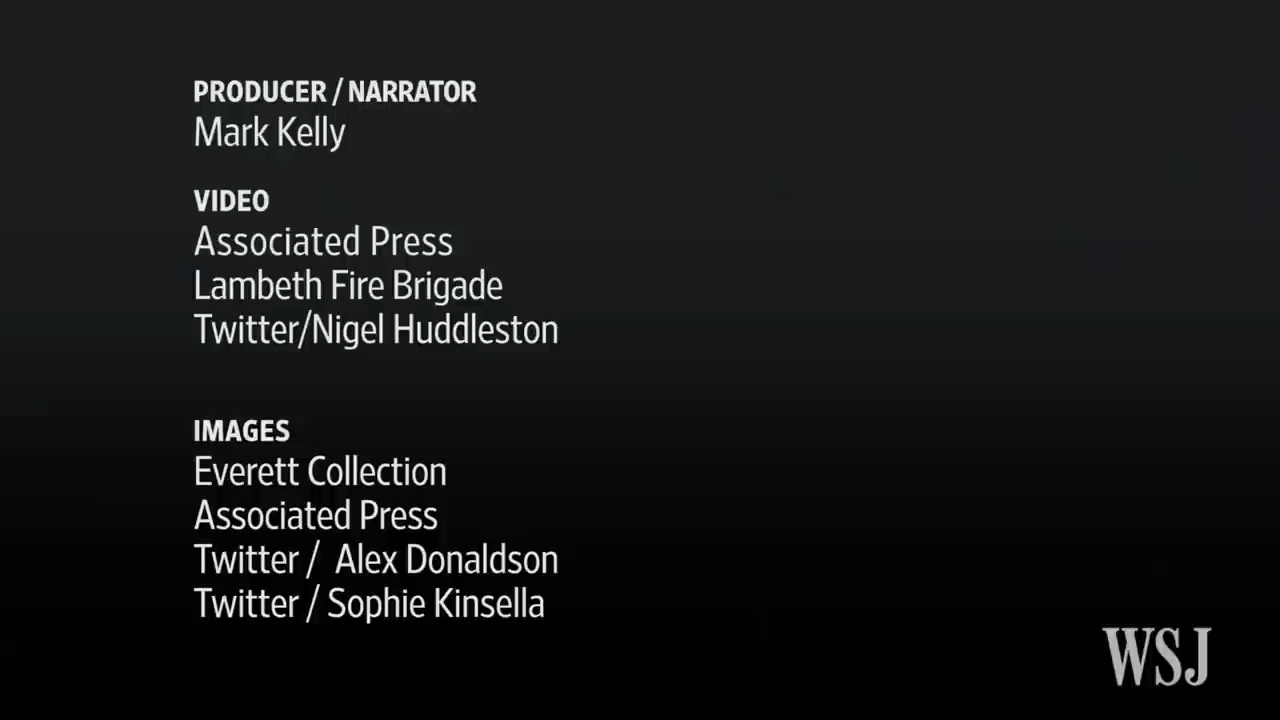 PRODUCER / NARRATOR
Mark Kelly
VIDEO
Associated Press
Lambeth Fire Brigade
Twitter/Nigel Huddleston
IMAGES
Everett Collection
Associated Press
Twitter /  Alex Donaldson
Twitter / Sophie Kinsella
WSJ